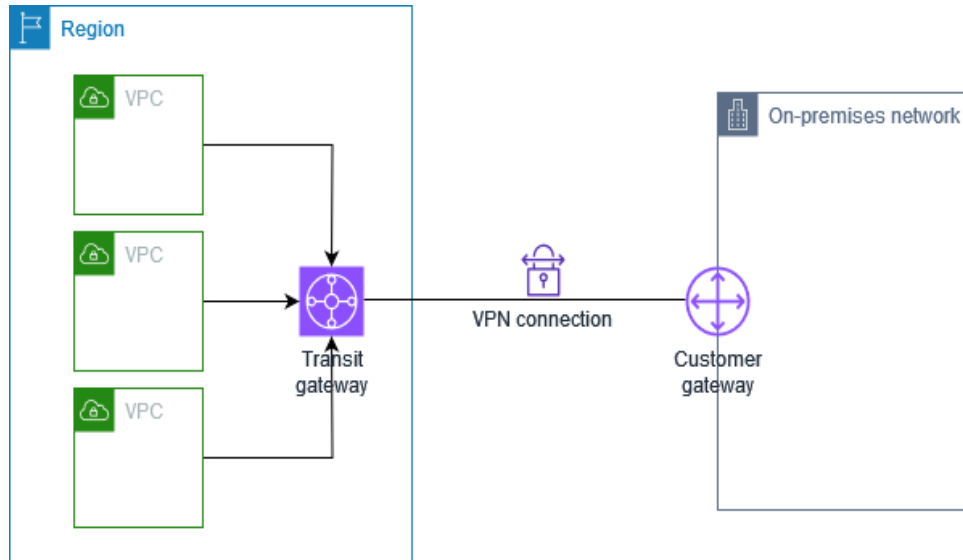 Region
VPC
On-premises network
VPC
VPN connection
Transit
gateway
Customer
gateway
VPC